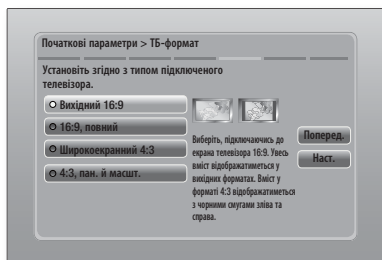 Початкові параметри > ТБ-формат
Установіть згідно з типом підключеного
телевізора.
Вихідний 16:9
16:9, повний
Широкоекранний 4:3
4:3, пан. й масшт.
Виберіть, підключаючись до
екрана телевізора 16:9. Увесь
вміст відображатиметься у
вихідних форматах. Вміст у
форматі 4:3 відображатиметься
з чорними смугами зліва та
справа.
Поперед.
Наст.